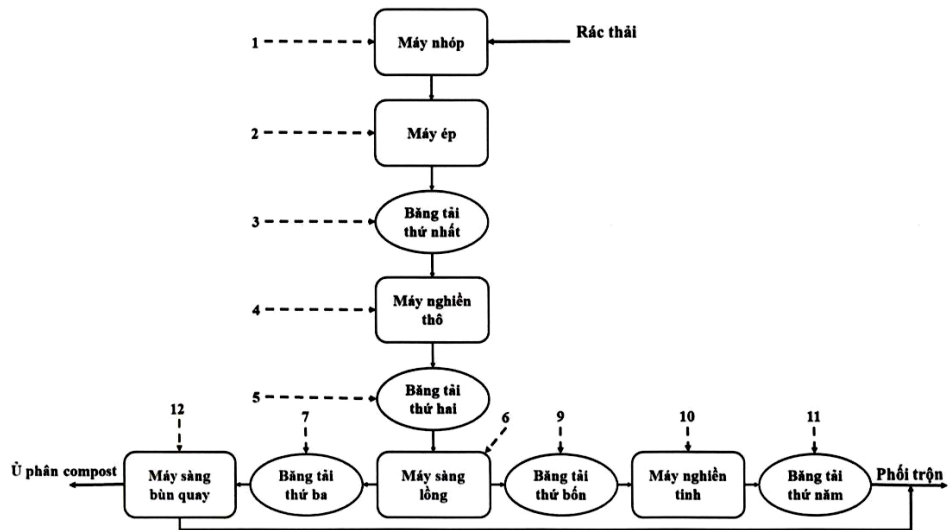 1
Máy nhóp
Rác thải
2
Máy ép
3
Băng tải
thứ nhất
4
Máy nghiền
thô
5
Băng tải
thứ hai
12
7
6
9
10
11
Ủ phân compost
Máy sàng
bùn quay
Băng tải
thứ ba
Máy sàng
lồng
Băng tải
thứ bốn
Máy nghiền
tinh
Băng tải
thứ năm
Phối trộn